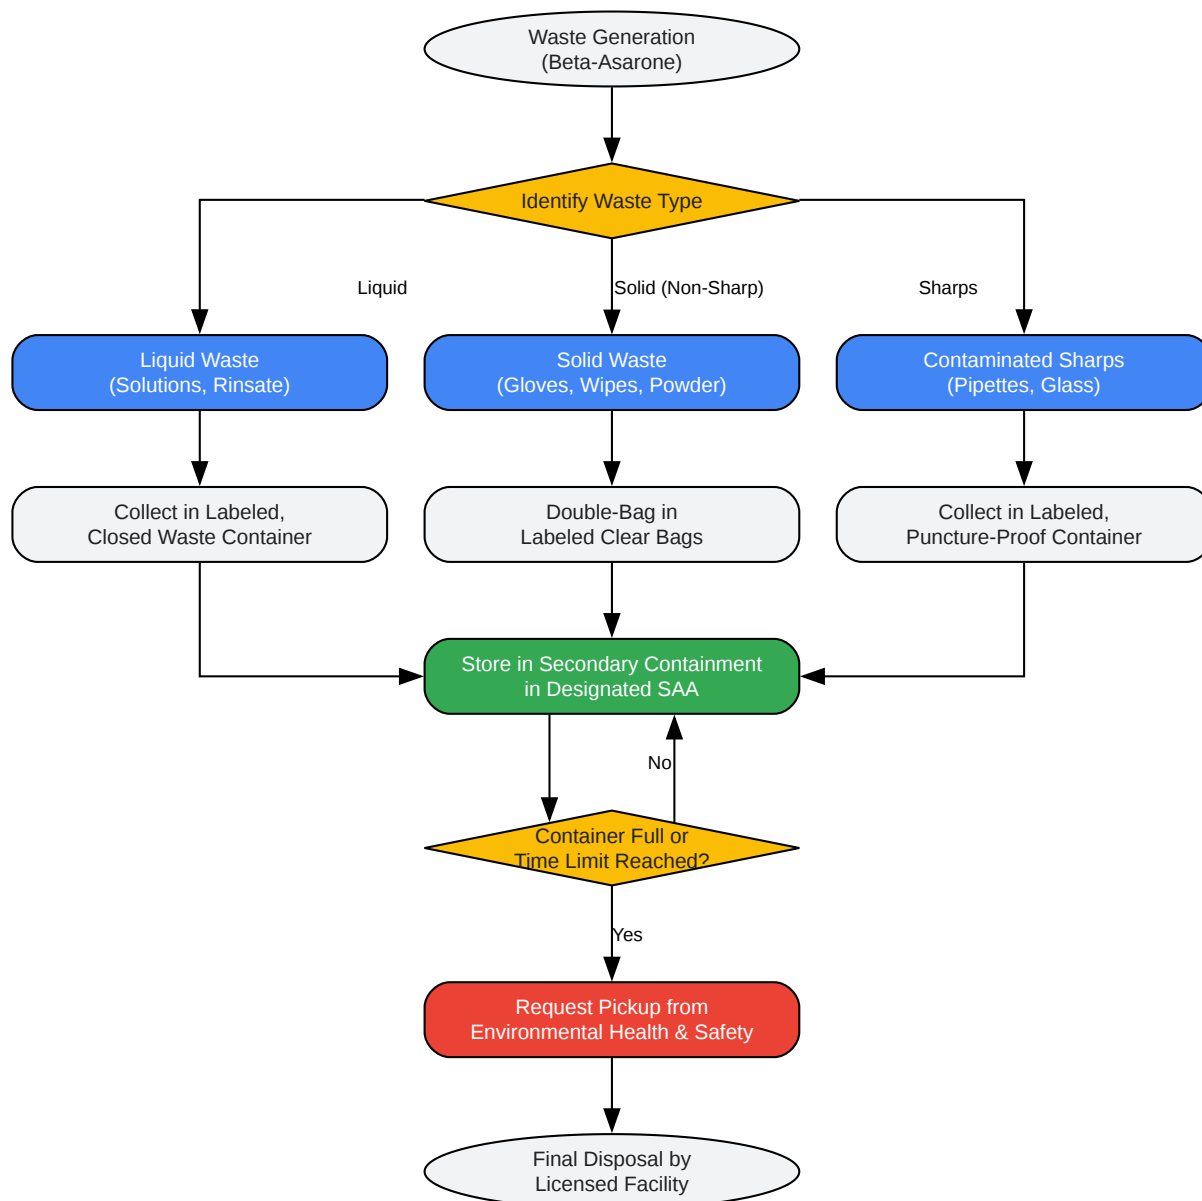 Waste Generation
(Beta-Asarone)
Identify Waste Type
Liquid
Solid (Non-Sharp)
Sharps
Liquid Waste
(Solutions, Rinsate)
Solid Waste
(Gloves, Wipes, Powder)
Contaminated Sharps
(Pipettes, Glass)
Collect in Labeled,
Closed Waste Container
Double-Bag in
Labeled Clear Bags
Collect in Labeled,
Puncture-Proof Container
Store in Secondary Containment
in Designated SAA
No
Container Full or
Time Limit Reached?
Yes
Request Pickup from
Environmental Health & Safety
Final Disposal by
Licensed Facility